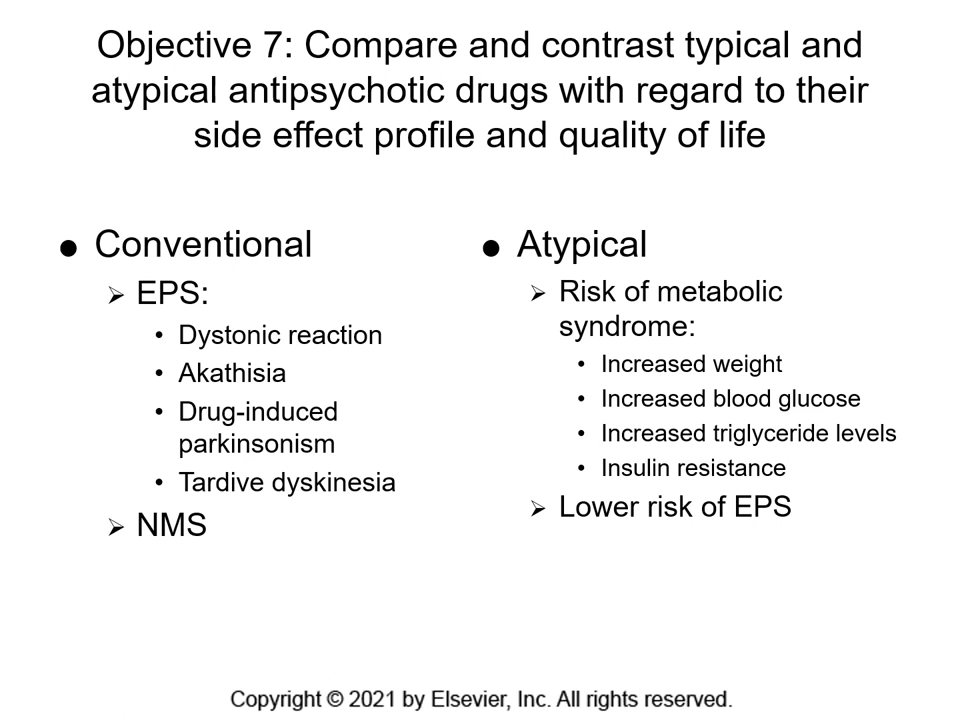 Objective 7: Compare and contrast typical and
atypical antipsychotic drugs with regard to their
side effect profile and quality of life
● Conventional
➢ EPS:
• Dystonic reaction
• Akathisia
• Drug-induced
parkinsonism
• Tardive dyskinesia
➢ NMS
● Atypical
➢ Risk of metabolic
syndrome:
• Increased weight
• Increased blood glucose
• Increased triglyceride levels
• Insulin resistance
➢ Lower risk of EPS
Copyright © 2021 by Elsevier, Inc. All rights reserved.